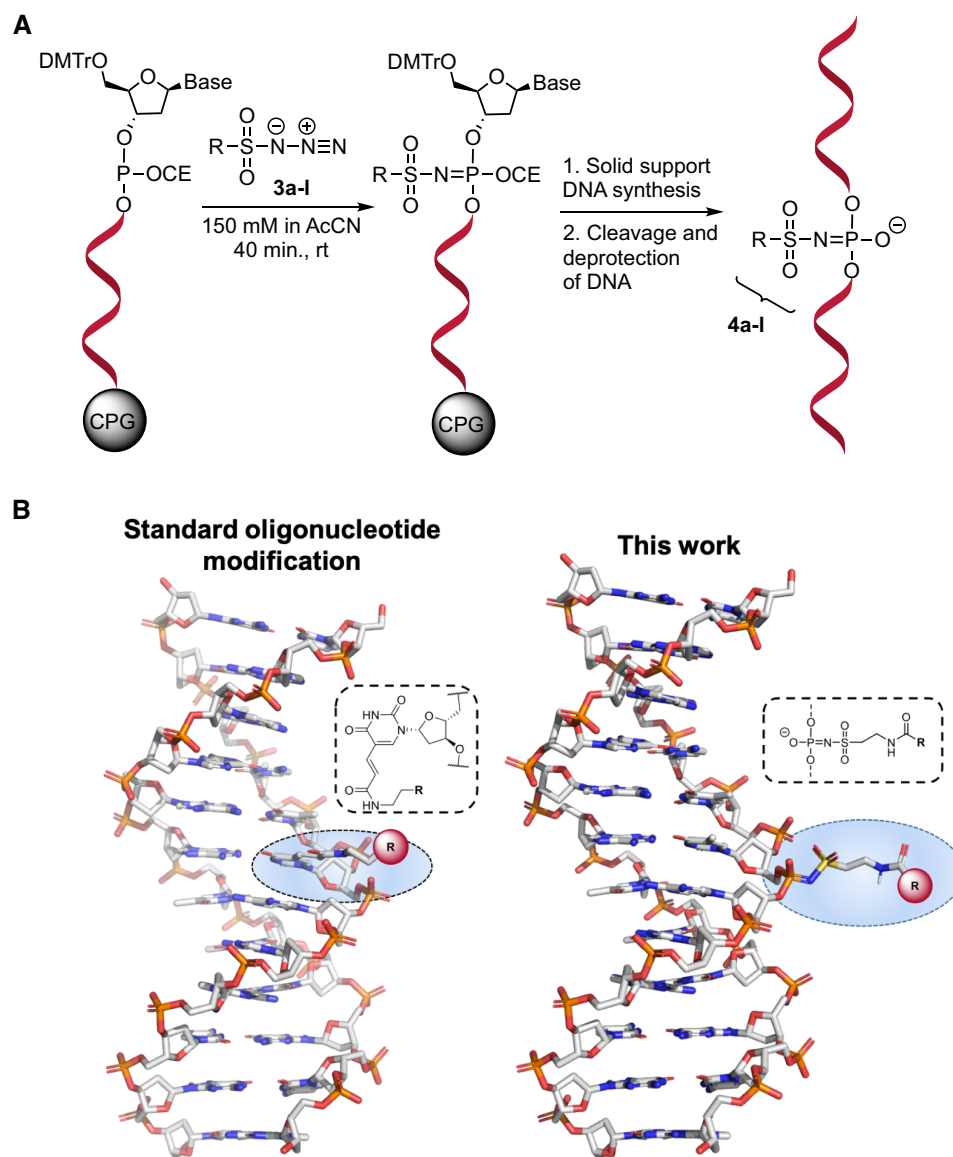 A
DMTrO
O
Base
O
P
OCE
O
CPG
O
R
S
N
N
N
O
3a-l
150 mM in AcCN
40 min., rt
DMTrO
O
Base
O
O
R
S
N
P
OCE
O
O
CPG
1. Solid support
DNA synthesis
2. Cleavage and
deprotection
of DNA
O
O
R
S
N
P
O
O
O
4a-l
B
Standard oligonucleotide
modification
O
HN
O
N
O
O
O
HN
R
R
This work
O
O
O
O
P
N
S
N
H
R
O
O
R